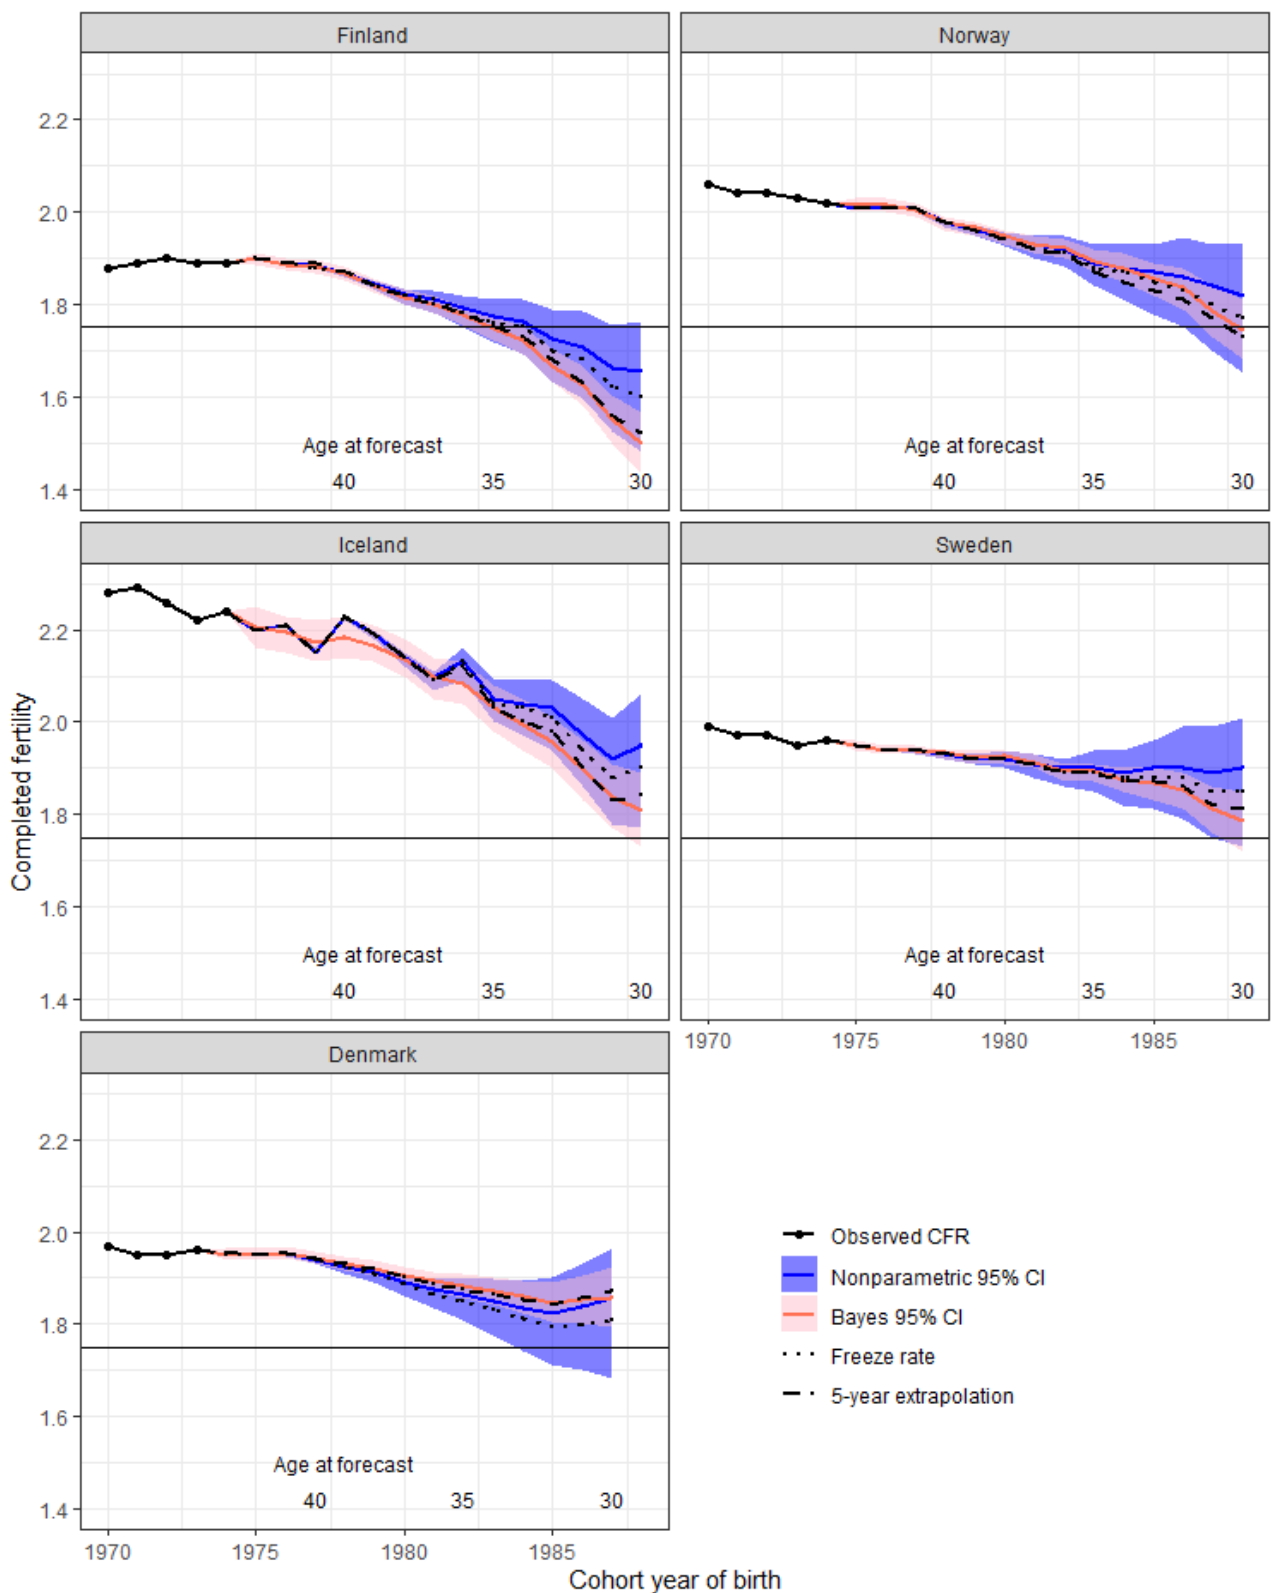 Finland
Norway
2.2
2.0
1.8
1.6
1.4
Age at forecast
40 35 30
Age at forecast
40 35 30
Iceland
Sweden
2.2
2.0
1.8
1.6
1.4
Age at forecast
40 35 30
Age at forecast
40 35 30
1970 1975 1980 1985
Completed fertility
Denmark
2.2
2.0
1.8
1.6
1.4
Age at forecast
40 35 30
1970 1975 1980 1985
Observed CFR
Nonparametric 95% CI
Bayes 95% CI
Freeze rate
5-year extrapolation
Cohort year of birth